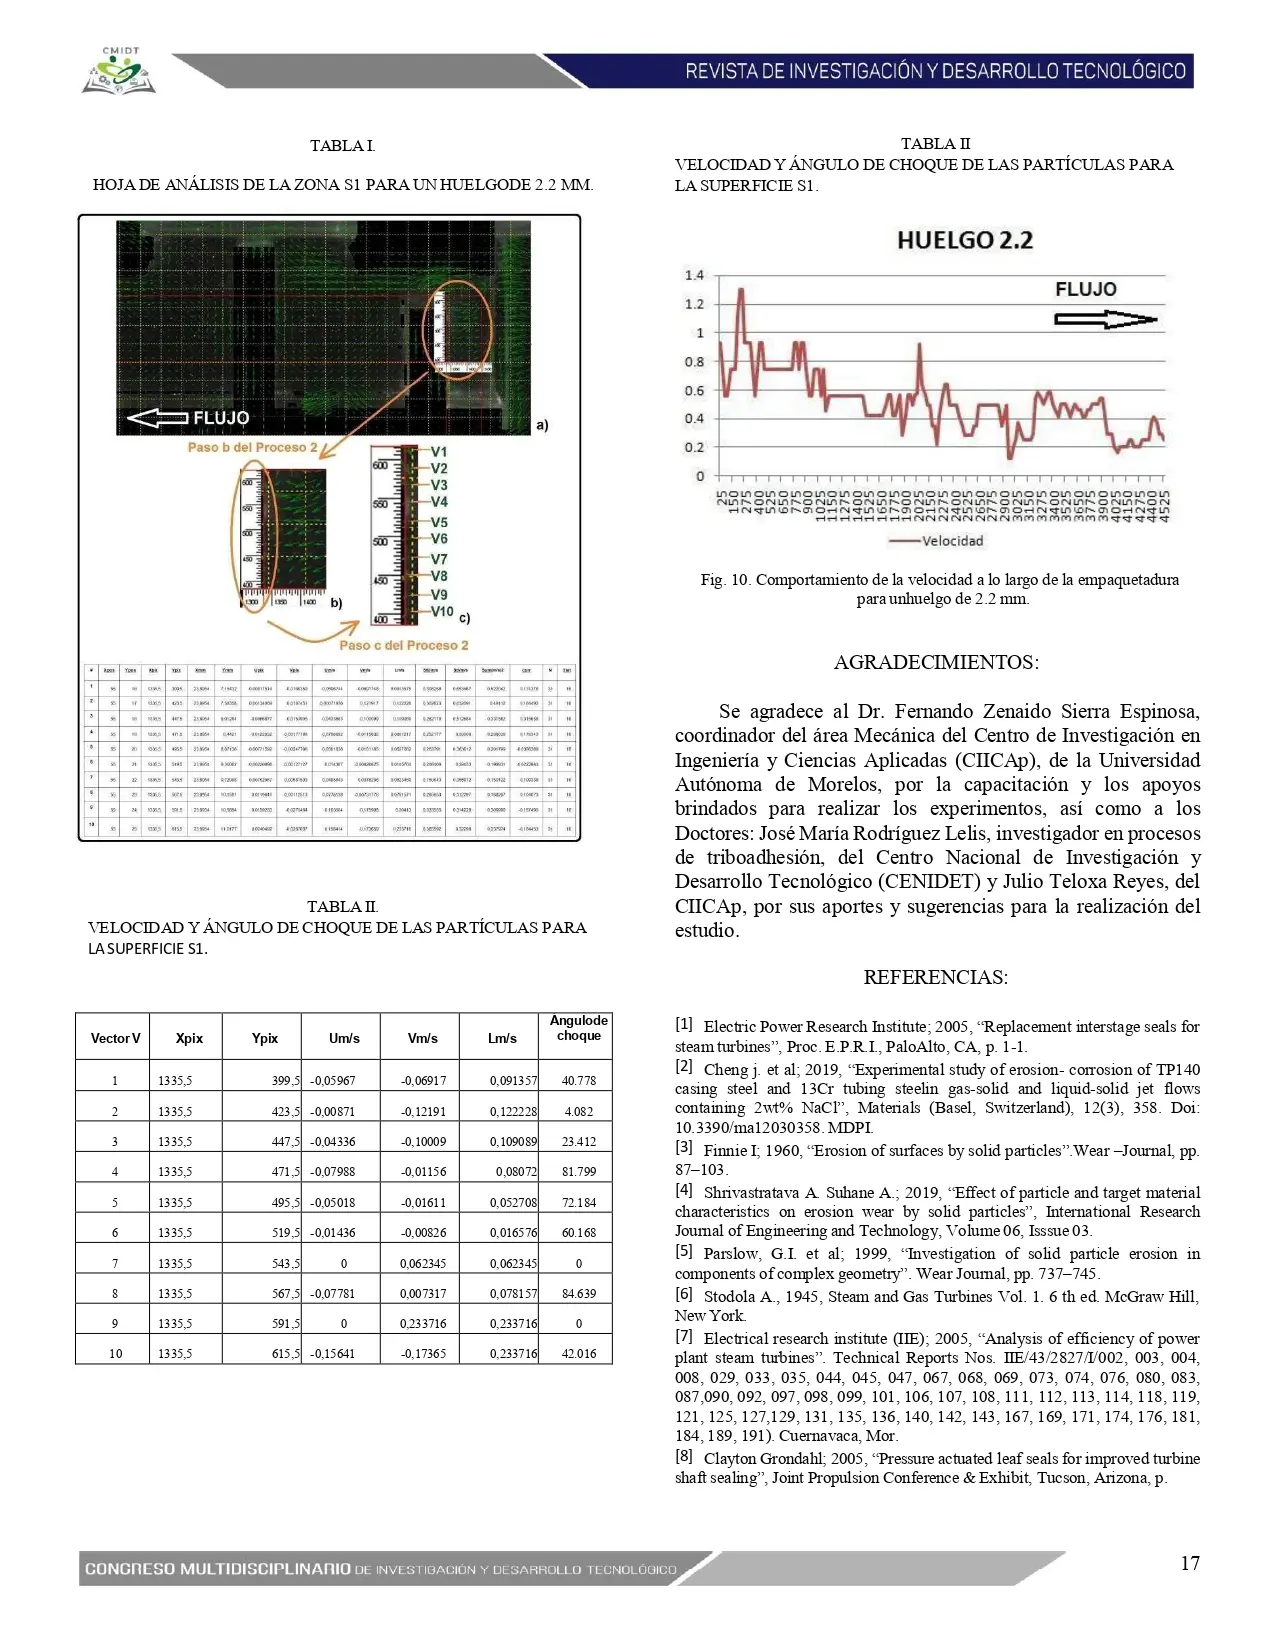 CMIDT
REVISTA DE INVESTIGACIÓN Y DESARROLLO TECNOLÓGICO
TABLA I.
HOJA DE ANÁLISIS DE LA ZONA S1 PARA UN HUELGODE 2.2 MM.
FLUJO
a)
Paso b del Proceso 2
600
550
500
450
400
1300 1350 1400
b)
600
550
500
450
400
V1
V2
V3
V4
V5
V6
V7
V8
V9
V10
c)
Paso c del Proceso 2
TABLA II.
VELOCIDAD Y ÁNGULO DE CHOQUE DE LAS PARTÍCULAS PARA
LA SUPERFICIE S1.
Vector V Xpix Ypix Um/s Vm/s Lm/s Angulode choque
1 1335,5 399,5 -0,05967 -0,06917 0,091357 40.778
2 1335,5 423,5 -0,00871 -0,12191 0,122228 4.082
3 1335,5 447,5 -0,04336 -0,10009 0,109089 23.412
4 1335,5 471,5 -0,07988 -0,01156 0,08072 81.799
5 1335,5 495,5 -0,05018 -0,01611 0,052708 72.184
6 1335,5 519,5 -0,01436 -0,00826 0,016576 60.168
7 1335,5 543,5 0 0,062345 0,062345 0
8 1335,5 567,5 -0,07781 0,007317 0,078157 84.639
9 1335,5 591,5 0 0,233716 0,233716 0
10 1335,5 615,5 -0,15641 -0,17365 0,233716 42.016
TABLA II
VELOCIDAD Y ÁNGULO DE CHOQUE DE LAS PARTÍCULAS PARA
LA SUPERFICIE S1.
HUELGO 2.2
FLUJO
1.4
1.2
1
0.8
0.6
0.4
0.2
0
25 150 275 400 525 650 775 900 1025 1150 1275 1400 1525 1650 1775 1900 2025 2150 2275 2400 2525 2650 2775 2900 3025 3150 3275 3400 3525 3650 3775 3900 4025 4150 4275 4400 4525
Velocidad
Fig. 10. Comportamiento de la velocidad a lo largo de la empaquetadura
para unhuelgo de 2.2 mm.
AGRADECIMIENTOS:
Se agradece al Dr. Fernando Zenaido Sierra Espinosa,
coordinador del área Mecánica del Centro de Investigación en
Ingeniería y Ciencias Aplicadas (CIICAp), de la Universidad
Autónoma de Morelos, por la capacitación y los apoyos
brindados para realizar los experimentos, así como a los
Doctores: José María Rodríguez Lelis, investigador en procesos
de triboadhesión, del Centro Nacional de Investigación y
Desarrollo Tecnológico (CENIDET) y Julio Teloxa Reyes, del
CIICAp, por sus aportes y sugerencias para la realización del
estudio.
REFERENCIAS:
[1] Electric Power Research Institute; 2005, “Replacement interstage seals for
steam turbines”, Proc. E.P.R.I., PaloAlto, CA, p. 1-1.
[2] Cheng j. et al; 2019, “Experimental study of erosion- corrosion of TP140
casing steel and 13Cr tubing steelin gas-solid and liquid-solid jet flows
containing 2wt% NaCl”, Materials (Basel, Switzerland), 12(3), 358. Doi:
10.3390/ma12030358. MDPI.
[3] Finnie I; 1960, “Erosion of surfaces by solid particles”.Wear –Journal, pp.
87–103.
[4] Shrivastratava A. Suhane A.; 2019, “Effect of particle and target material
characteristics on erosion wear by solid particles”, International Research
Journal of Engineering and Technology, Volume 06, Isssue 03.
[5] Parslow, G.I. et al; 1999, “Investigation of solid particle erosion in
components of complex geometry”. Wear Journal, pp. 737–745.
[6] Stodola A., 1945, Steam and Gas Turbines Vol. 1. 6 th ed. McGraw Hill,
New York.
[7] Electrical research institute (IIE); 2005, “Analysis of efficiency of power
plant steam turbines”. Technical Reports Nos. IIE/43/2827/I/002, 003, 004,
008, 029, 033, 035, 044, 045, 047, 067, 068, 069, 073, 074, 076, 080, 083,
087,090, 092, 097, 098, 099, 101, 106, 107, 108, 111, 112, 113, 114, 118, 119,
121, 125, 127,129, 131, 135, 136, 140, 142, 143, 167, 169, 171, 174, 176, 181,
184, 189, 191). Cuernavaca, Mor.
[8] Clayton Grondahl; 2005, “Pressure actuated leaf seals for improved turbine
shaft sealing”, Joint Propulsion Conference & Exhibit, Tucson, Arizona, p.
CONGRESO MULTIDISCIPLINARIO DE INVESTIGACIÓN Y DESARROLLO TECNOLÓGICO
17